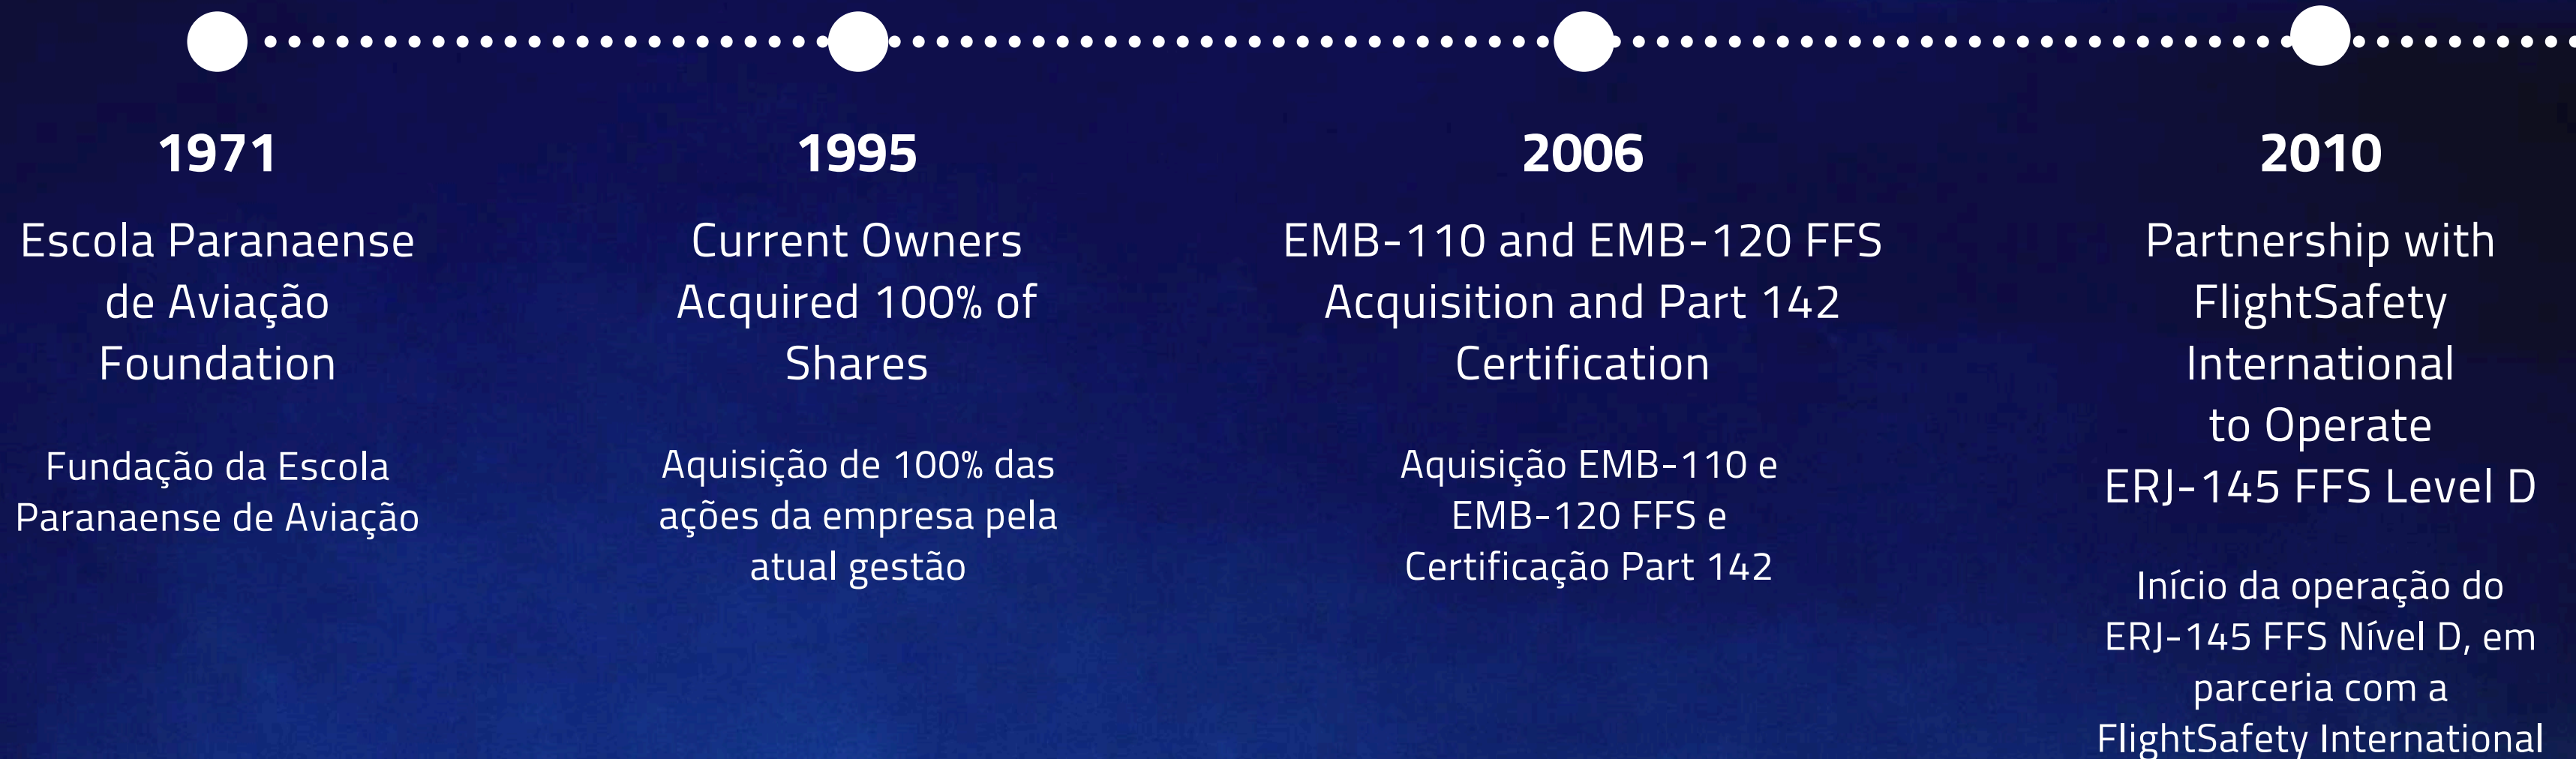 1971
Escola Paranaense
de Aviação
Foundation
Fundação da Escola
Paranaense de Aviação
1995
Current Owners
Acquired 100% of
Shares
Aquisição de 100% das
ações da empresa pela
atual gestão
2006
EMB-110 and EMB-120 FFS
Acquisition and Part 142
Certification
Aquisição EMB-110 e
EMB-120 FFS e
Certificação Part 142
2010
Partnership with
FlightSafety
International
to Operate
ERJ-145 FFS Level D
Início da operação do
ERJ-145 FFS Nível D, em
parceria com a
FlightSafety International